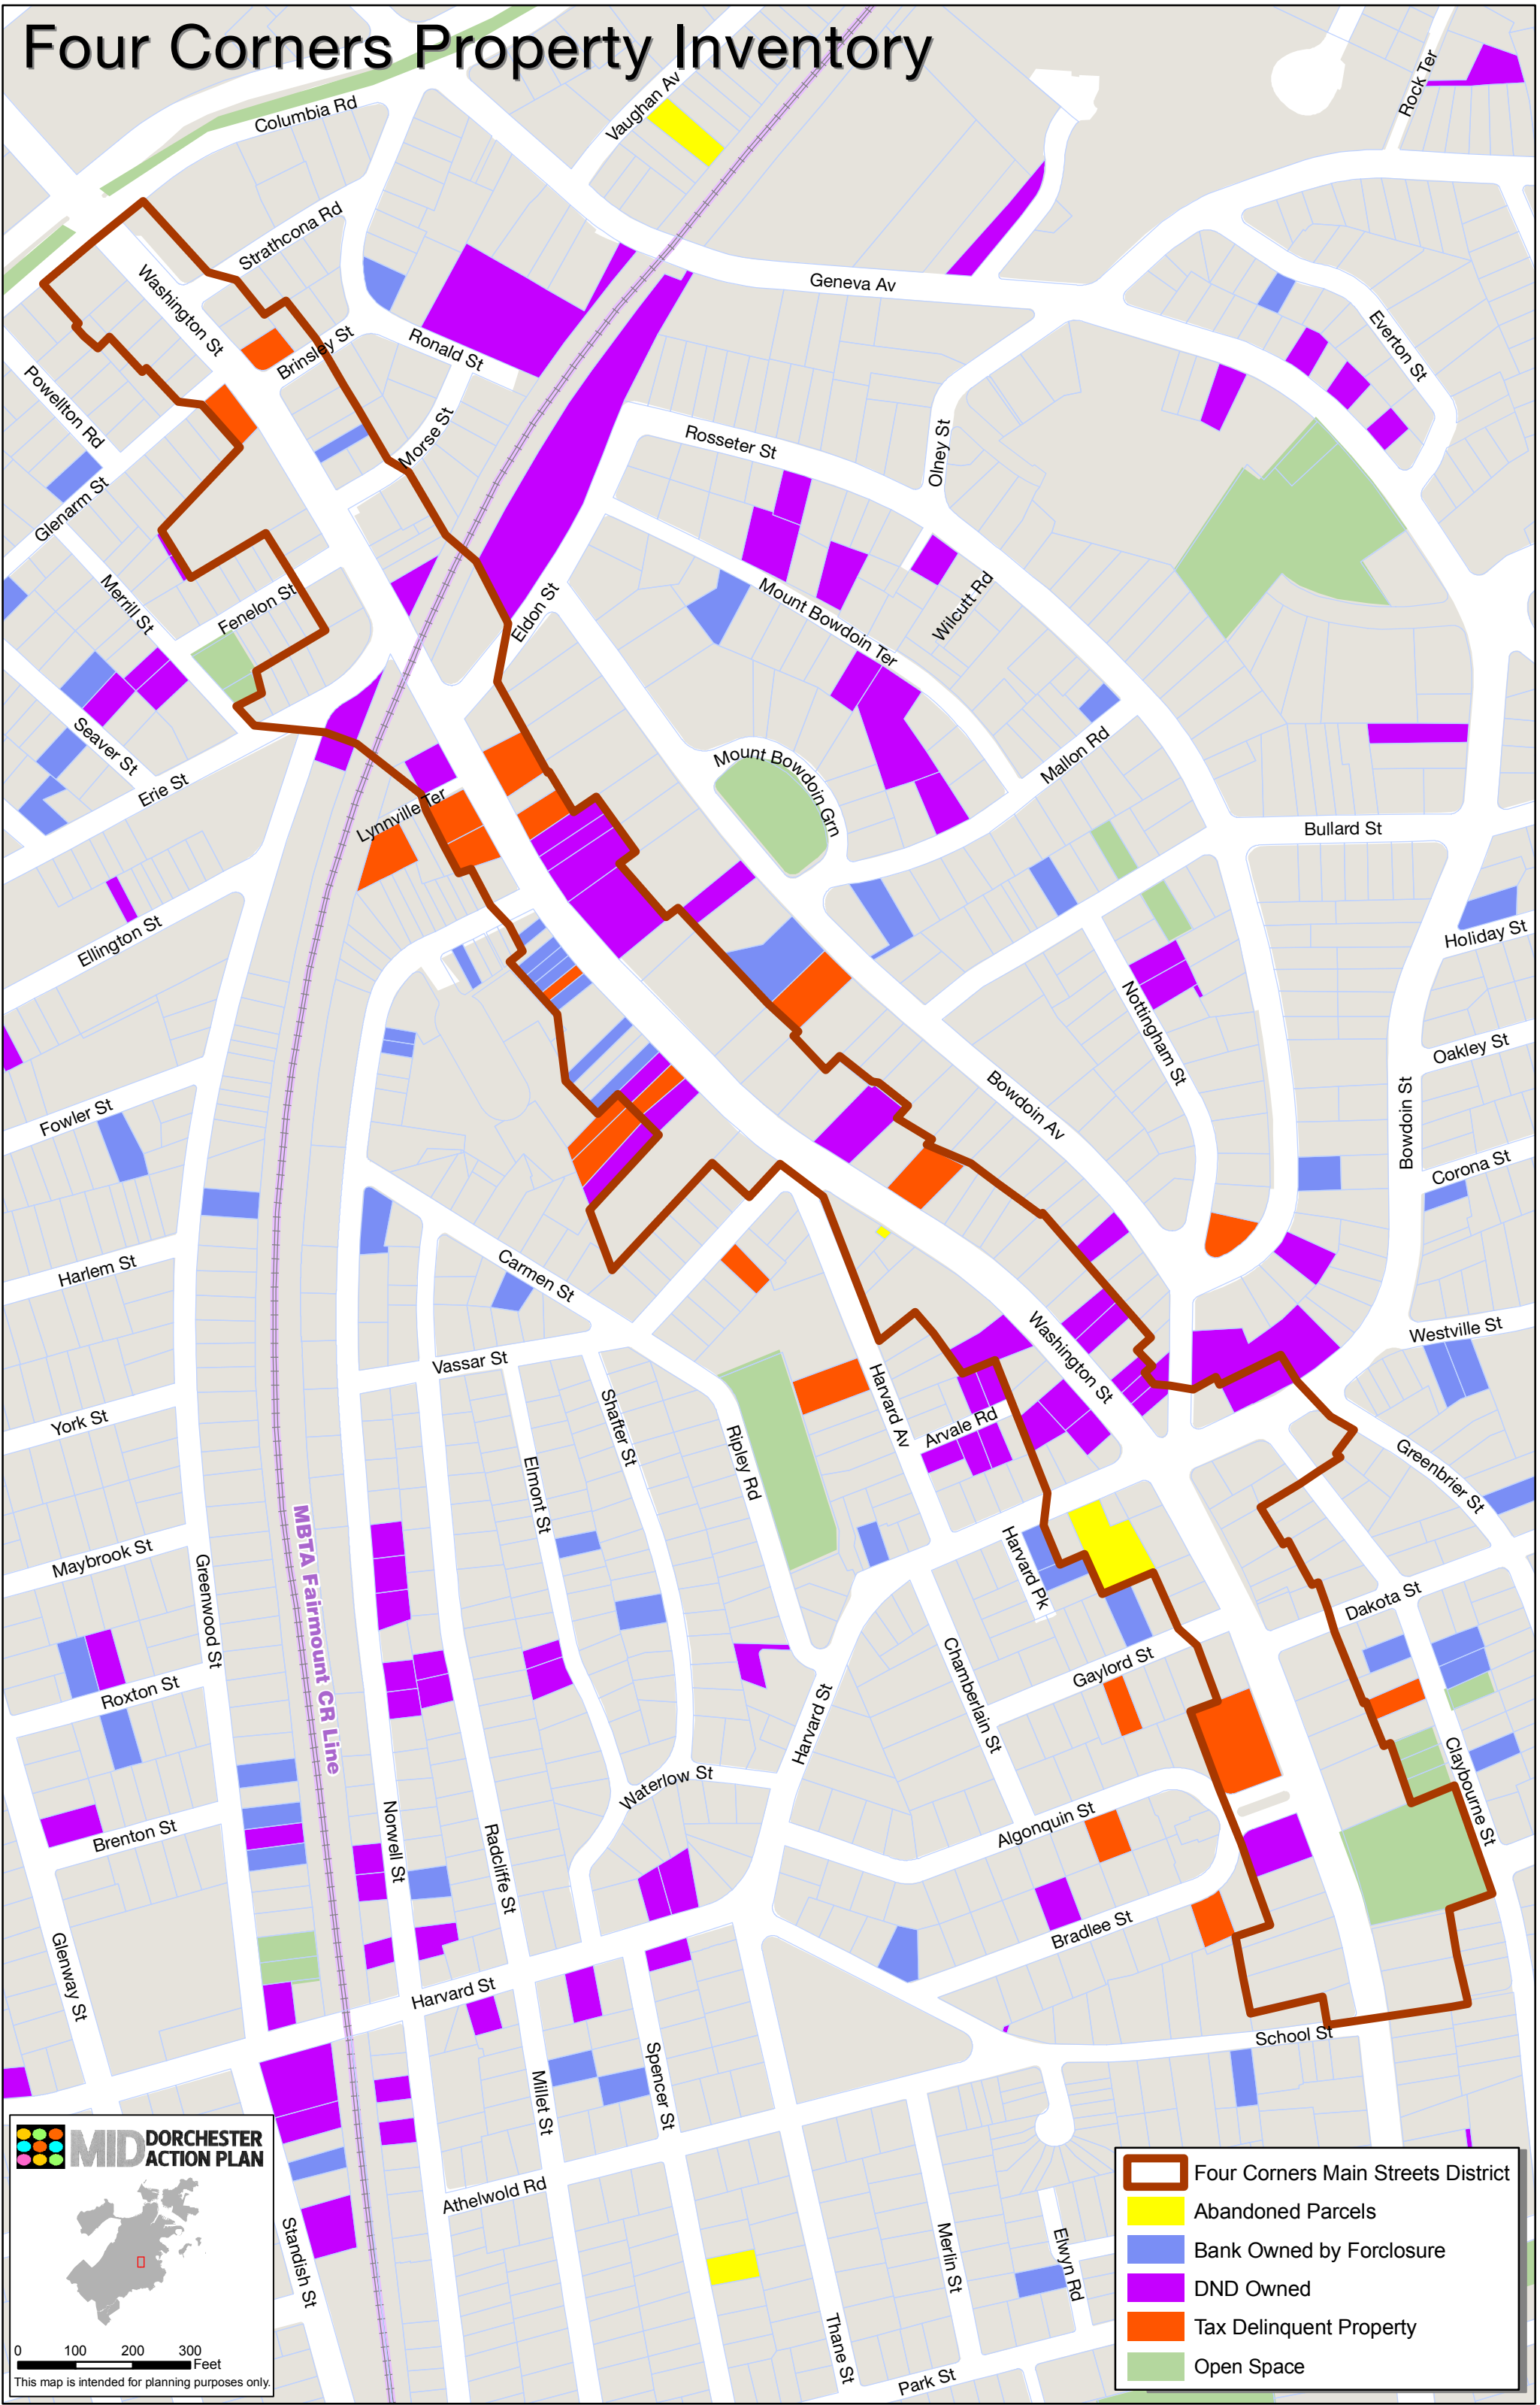 Four Corners Property Inventory
Rock Ter
Vaughan Av
Columbia Rd
Strathcona Rd
Washington St
Geneva Av
Everton St
Brinsley St
Ronald St
Powellton Rd
Morse St
Rosseter St
Olney St
Glenarm St
Merrill St
Fenelon St
Eldon St
Mount Bowdoin Ter
Wilcutt Rd
Seaver St
Erie St
Mount Bowdoin Grn
Mallon Rd
Lynnville Ter
Bullard St
Ellington St
Holiday St
Nottingham St
Oakley St
Fowler St
Bowdoin Av
Bowdoin St
Corona St
Harlem St
Carmen St
Washington St
Westville St
Vassar St
Harvard Av
York St
Shafter St
Arvale Rd
Elmont St
Ripley Rd
Greenbrier St
MBTA Fairmount CR Line
Maybrook St
Greenwood St
Harvard Pk
Dakota St
Roxton St
Chamberlain St
Gaylord St
Harvard St
Waterlow St
Claybourne St
Brenton St
Norwell St
Radcliffe St
Algonquin St
Bradlee St
Glenway St
Harvard St
School St
Millet St
Spencer St
Athelwold Rd
Standish St
Merlin St
Elwyn Rd
Thane St
Park St
MID DORCHESTER
ACTION PLAN
0 100 200 300
Feet
This map is intended for planning purposes only.
Four Corners Main Streets District
Abandoned Parcels
Bank Owned by Forclosure
DND Owned
Tax Delinquent Property
Open Space